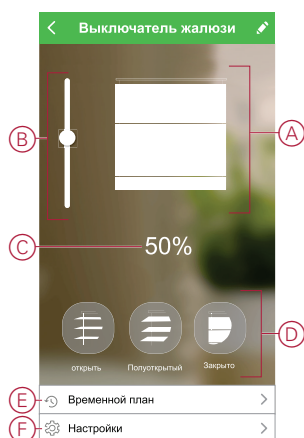 Выключатель жалюзи
A
B
C
50%
D
открыть Полуоткрытый Закрыто
E Временной план
F Настройки